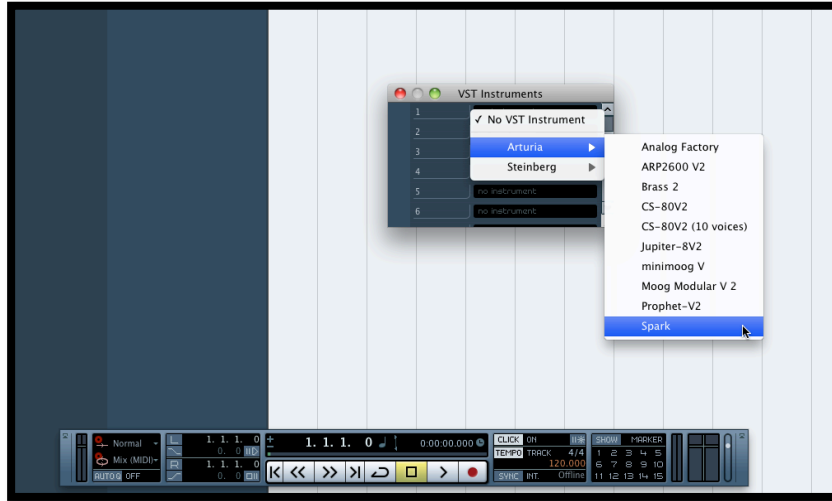 VST Instruments
1
✓ No VST Instrument
2
3
Arturia
4
Steinberg
5 no instrument
6 no instrument
Analog Factory
ARP2600 V2
Brass 2
CS-80V2
CS-80V2 (10 voices)
Jupiter-8V2
minimoog V
Moog Modular V 2
Prophet-V2
Spark
Normal
Mix (MIDI)
AUTO Q OFF
L 1. 1. 1. 0
0. 0
R 1. 1. 1. 0
0. 0
1. 1. 1. 0
0:00:00.000
CLICK ON
TEMPO TRACK 4/4
120.000
SYNC INT. Offline
SHOW MARKER
1 2 3 4 5
6 7 8 9 10
11 12 13 14 15